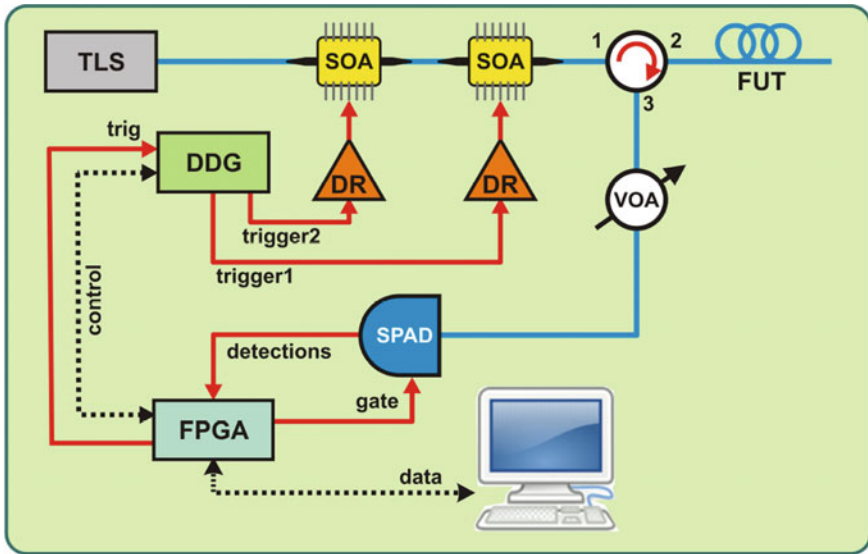 TLS
SOA
SOA
1
2
3
FUT
trig
DDG
DR
DR
VOA
trigger2
trigger1
control
SPAD
detections
gate
FPGA
data